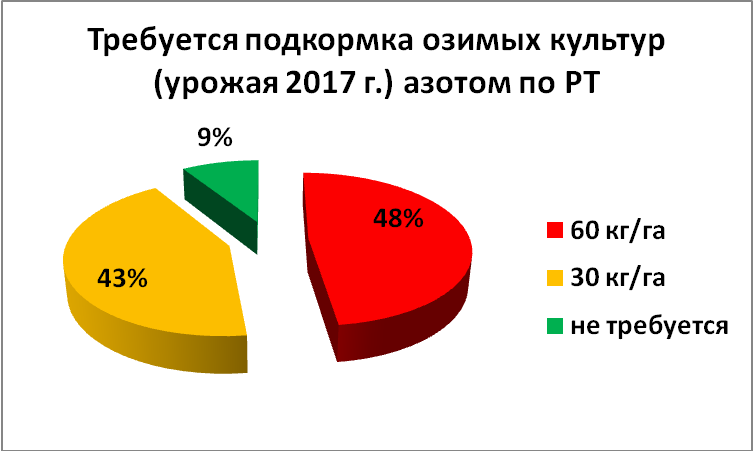 Требуется подкормка озимых культур
(урожая 2017 г.) азотом по РТ
9%
48%
43%
60 кг/га
30 кг/га
не требуется